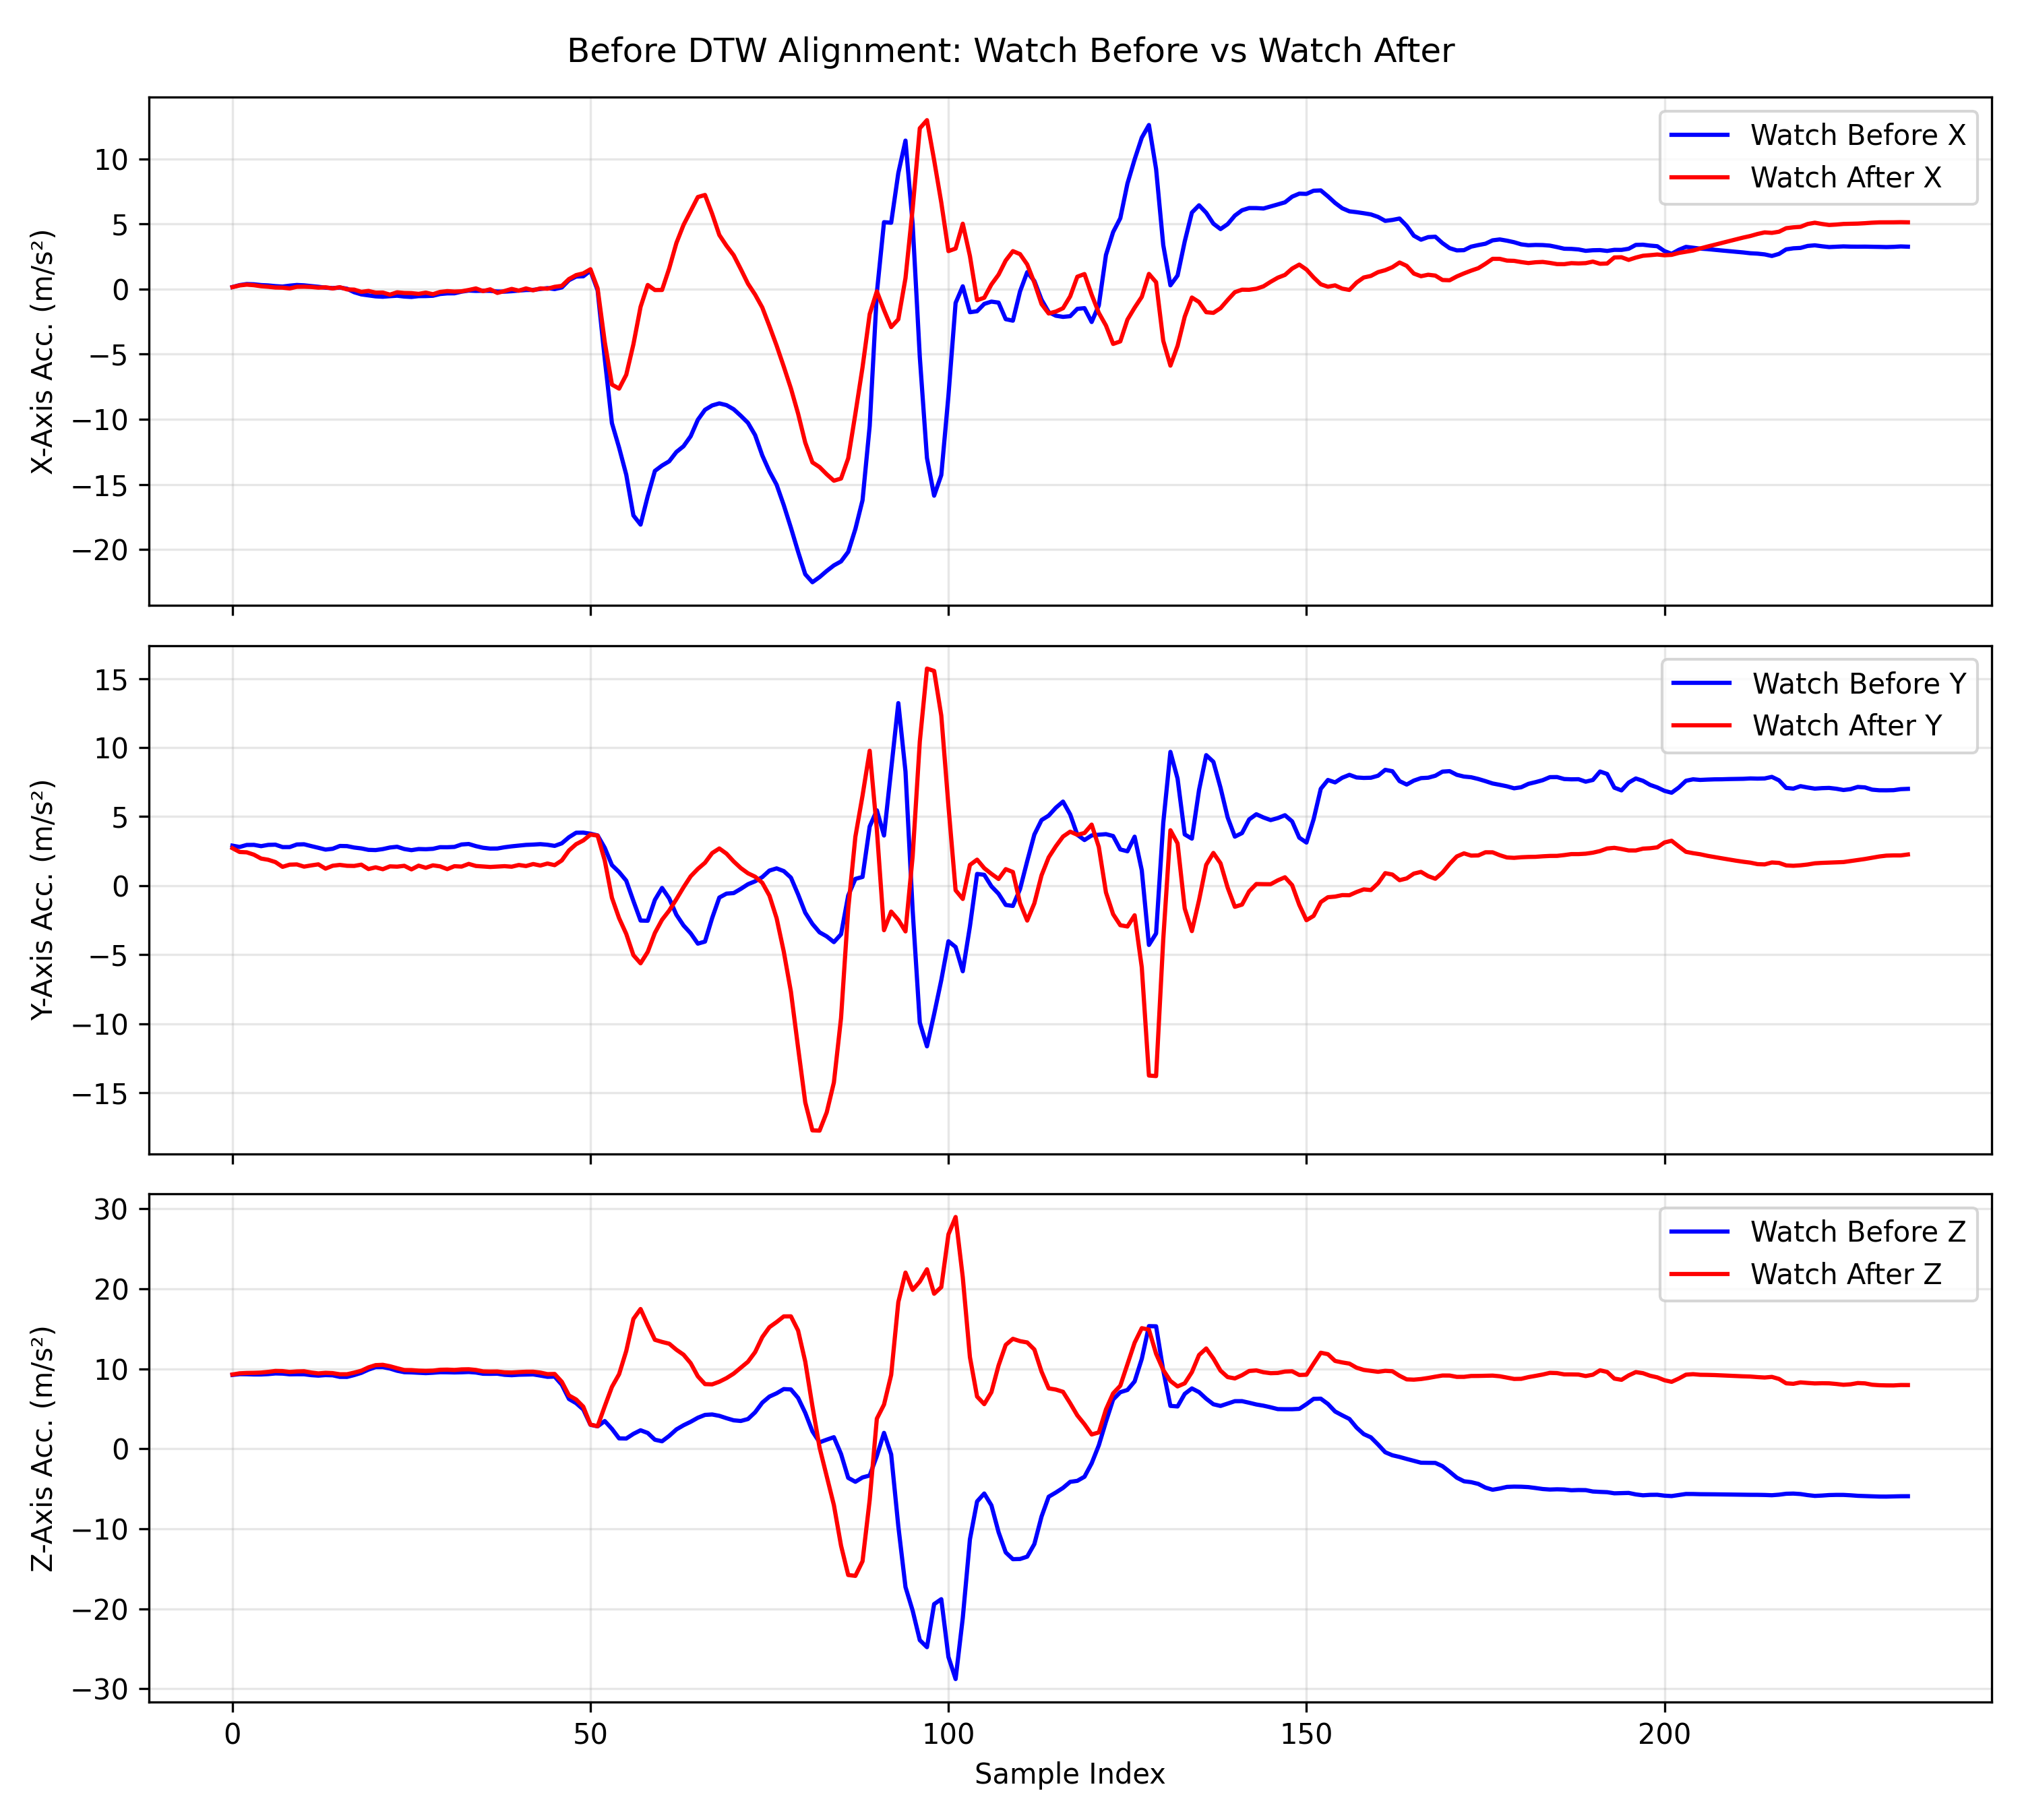 Before DTW Alignment: Watch Before vs Watch After
Watch Before X
Watch After X
X-Axis Acc. (m/s²)
10
5
0
−5
−10
−15
−20
Watch Before Y
Watch After Y
Y-Axis Acc. (m/s²)
15
10
5
0
−5
−10
−15
Watch Before Z
Watch After Z
Z-Axis Acc. (m/s²)
30
20
10
0
−10
−20
−30
0 50 100 150 200
Sample Index